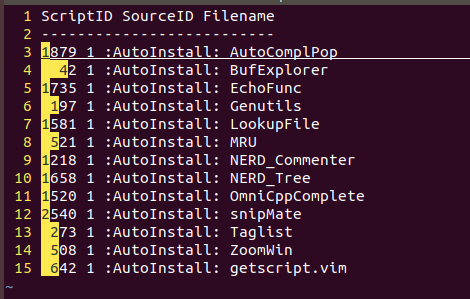 1 ScriptID SourceID Filename
2 --------------------------
3 1879 1 :AutoInstall: AutoComplPop
4   42 1 :AutoInstall: BufExplorer
5 1735 1 :AutoInstall: EchoFunc
6  197 1 :AutoInstall: Genutils
7 1581 1 :AutoInstall: LookupFile
8  521 1 :AutoInstall: MRU
9 1218 1 :AutoInstall: NERD_Commenter
10 1658 1 :AutoInstall: NERD_Tree
11 1520 1 :AutoInstall: OmniCppComplete
12 2540 1 :AutoInstall: snipMate
13  273 1 :AutoInstall: Taglist
14  508 1 :AutoInstall: ZoomWin
15  642 1 :AutoInstall: getscript.vim
~